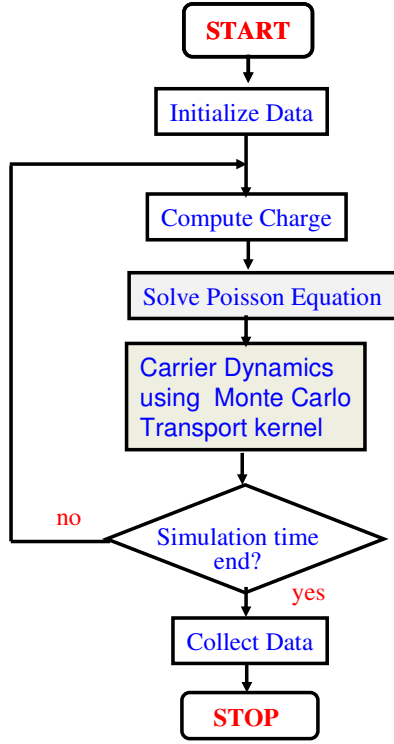 START
Initialize Data
Compute Charge
Solve Poisson Equation
Carrier Dynamics
using Monte Carlo
Transport kernel
no
Simulation time
end?
yes
Collect Data
STOP